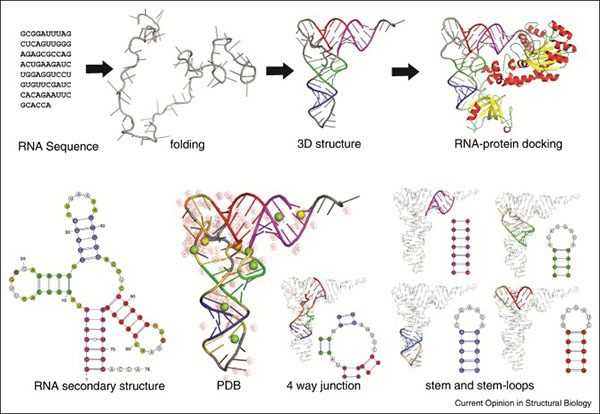 GCGGAUUUAG
CUCAGUUGGG
AGAGCGCCAG
ACUGAAGAUC
UGGAGGUCCU
GUGUUCGAUC
CACAGAAUUC
GCACCA
RNA Sequence
folding
3D structure
RNA-protein docking
RNA secondary structure
PDB
4 way junction
stem and stem-loops
Current Opinion in Structural Biology